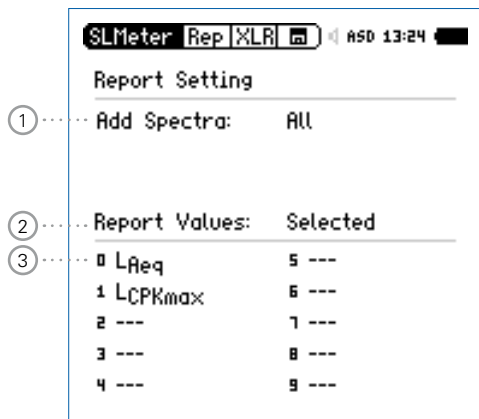 SLMeter Rep XLR ASD 13:24
Report Setting
1 Add Spectra: All
2 Report Values: Selected
3 0 LAeq 5 ---
1 LCPKmax 6 ---
2 --- 7 ---
3 --- 8 ---
4 --- 9 ---